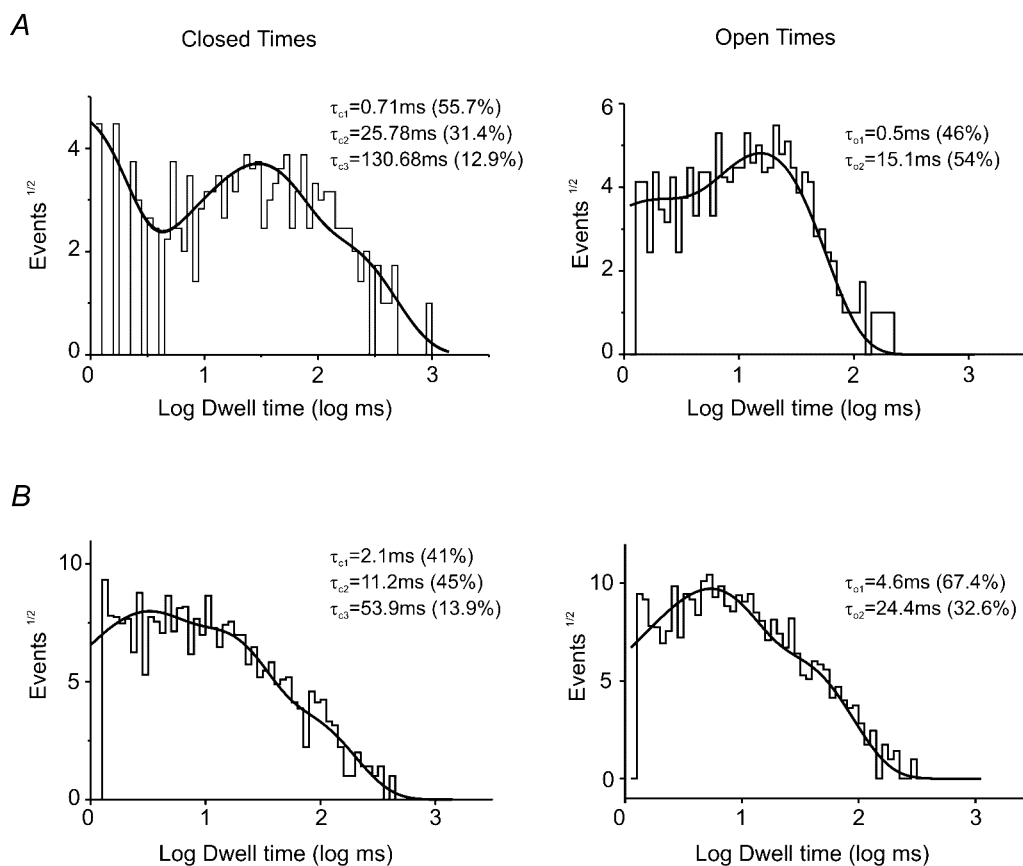 A
Closed Times
Open Times
τc1=0.71ms (55.7%)
τc2=25.78ms (31.4%)
τc3=130.68ms (12.9%)
Events 1/2
4
2
0
0 1 2 3
Log Dwell time (log ms)
τo1=0.5ms (46%)
τo2=15.1ms (54%)
Events 1/2
6
4
2
0
0 1 2 3
Log Dwell time (log ms)
B
τc1=2.1ms (41%)
τc2=11.2ms (45%)
τc3=53.9ms (13.9%)
Events 1/2
10
5
0
0 1 2 3
Log Dwell time (log ms)
τo1=4.6ms (67.4%)
τo2=24.4ms (32.6%)
Events 1/2
10
5
0
0 1 2 3
Log Dwell time (log ms)